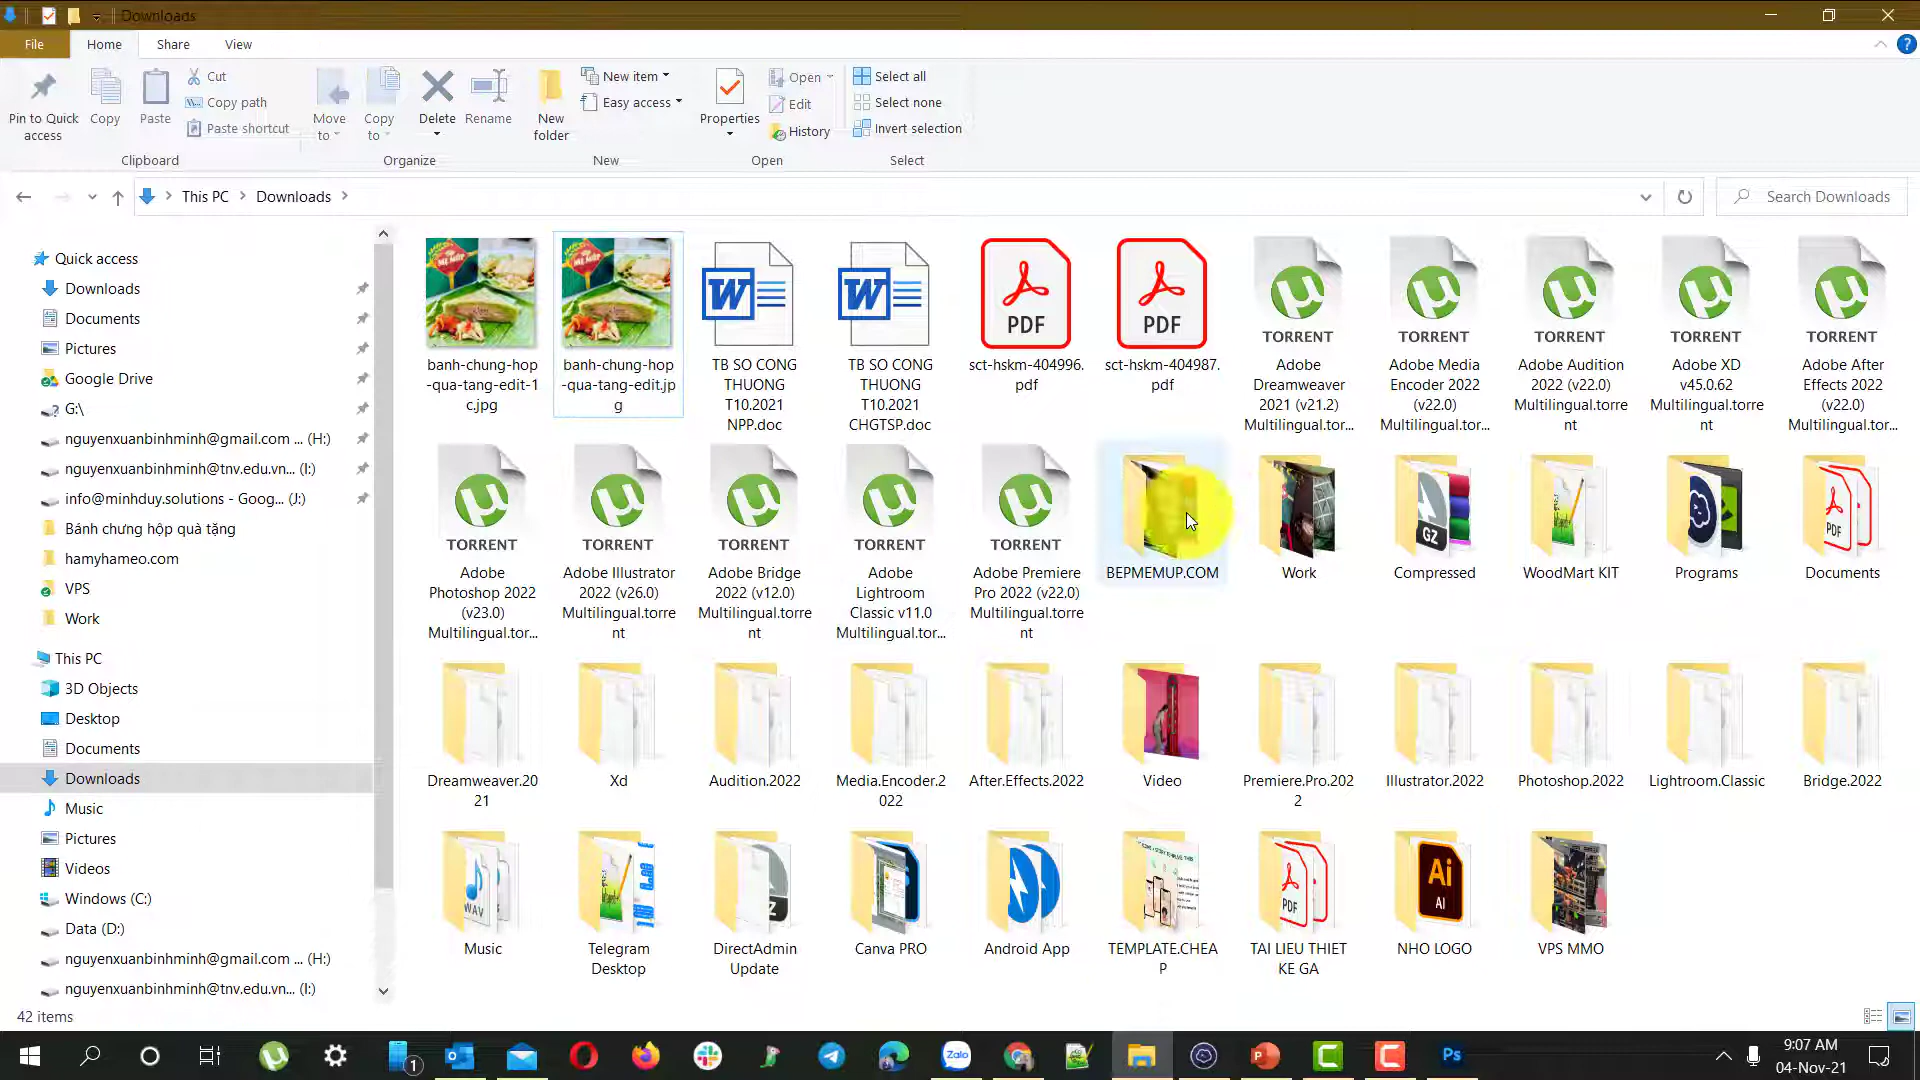 Downloads
File
Home
Share
View
Pin to Quick
access
Copy
Paste
Cut
Copy path
Paste shortcut
Clipboard
Move
to
Copy
to
Delete
Rename
Organize
New
folder
New item
Easy access
New
Properties
Open
Edit
History
Open
Select all
Select none
Invert selection
Select
This PC
Downloads
Search Downloads
Quick access
Downloads
Documents
Pictures
Google Drive
G:\
nguyenxuanbinhminh@gmail.com ... (H:)
nguyenxuanbinhminh@tnv.edu.vn... (I:)
info@minhduy.solutions - Goog... (J:)
Bánh chưng hộp quà tặng
hamyhameo.com
VPS
Work
This PC
3D Objects
Desktop
Documents
Downloads
Music
Pictures
Videos
Windows (C:)
Data (D:)
nguyenxuanbinhminh@gmail.com ... (H:)
nguyenxuanbinhminh@tnv.edu.vn... (I:)
banh-chung-hop
-qua-tang-edit-1
c.jpg
banh-chung-hop
-qua-tang-edit.jp
g
TB SO CONG
THUONG
T10.2021
NPP.doc
TB SO CONG
THUONG
T10.2021
CHGTSP.doc
PDF
sct-hskm-404996.
pdf
PDF
sct-hskm-404987.
pdf
TORRENT
Adobe
Dreamweaver
2021 (v21.2)
Multilingual.tor...
TORRENT
Adobe Media
Encoder 2022
(v22.0)
Multilingual.tor...
TORRENT
Adobe Audition
2022 (v22.0)
Multilingual.torre
nt
TORRENT
Adobe XD
v45.0.62
Multilingual.torre
nt
TORRENT
Adobe After
Effects 2022
(v22.0)
Multilingual.tor...
TORRENT
Adobe
Photoshop 2022
(v23.0)
Multilingual.tor...
TORRENT
Adobe Illustrator
2022 (v26.0)
Multilingual.torre
nt
TORRENT
Adobe Bridge
2022 (v12.0)
Multilingual.torre
nt
TORRENT
Adobe
Lightroom
Classic v11.0
Multilingual.tor...
TORRENT
Adobe Premiere
Pro 2022 (v22.0)
Multilingual.torre
nt
BEPMEMUP.COM
Work
GZ
Compressed
WoodMart KIT
Programs
PDF
Documents
Dreamweaver.20
21
Xd
Audition.2022
Media.Encoder.2
022
After.Effects.2022
Video
Premiere.Pro.202
2
Illustrator.2022
Photoshop.2022
Lightroom.Classic
Bridge.2022
WAV
Music
Telegram
Desktop
Z
DirectAdmin
Update
Canva PRO
Android App
TEMPLATE.CHEA
P
PDF
TAI LIEU THIET
KE GA
Ai
AI
NHO LOGO
VPS MMO
42 items
1
Zalo
Ps
9:07 AM
04-Nov-21